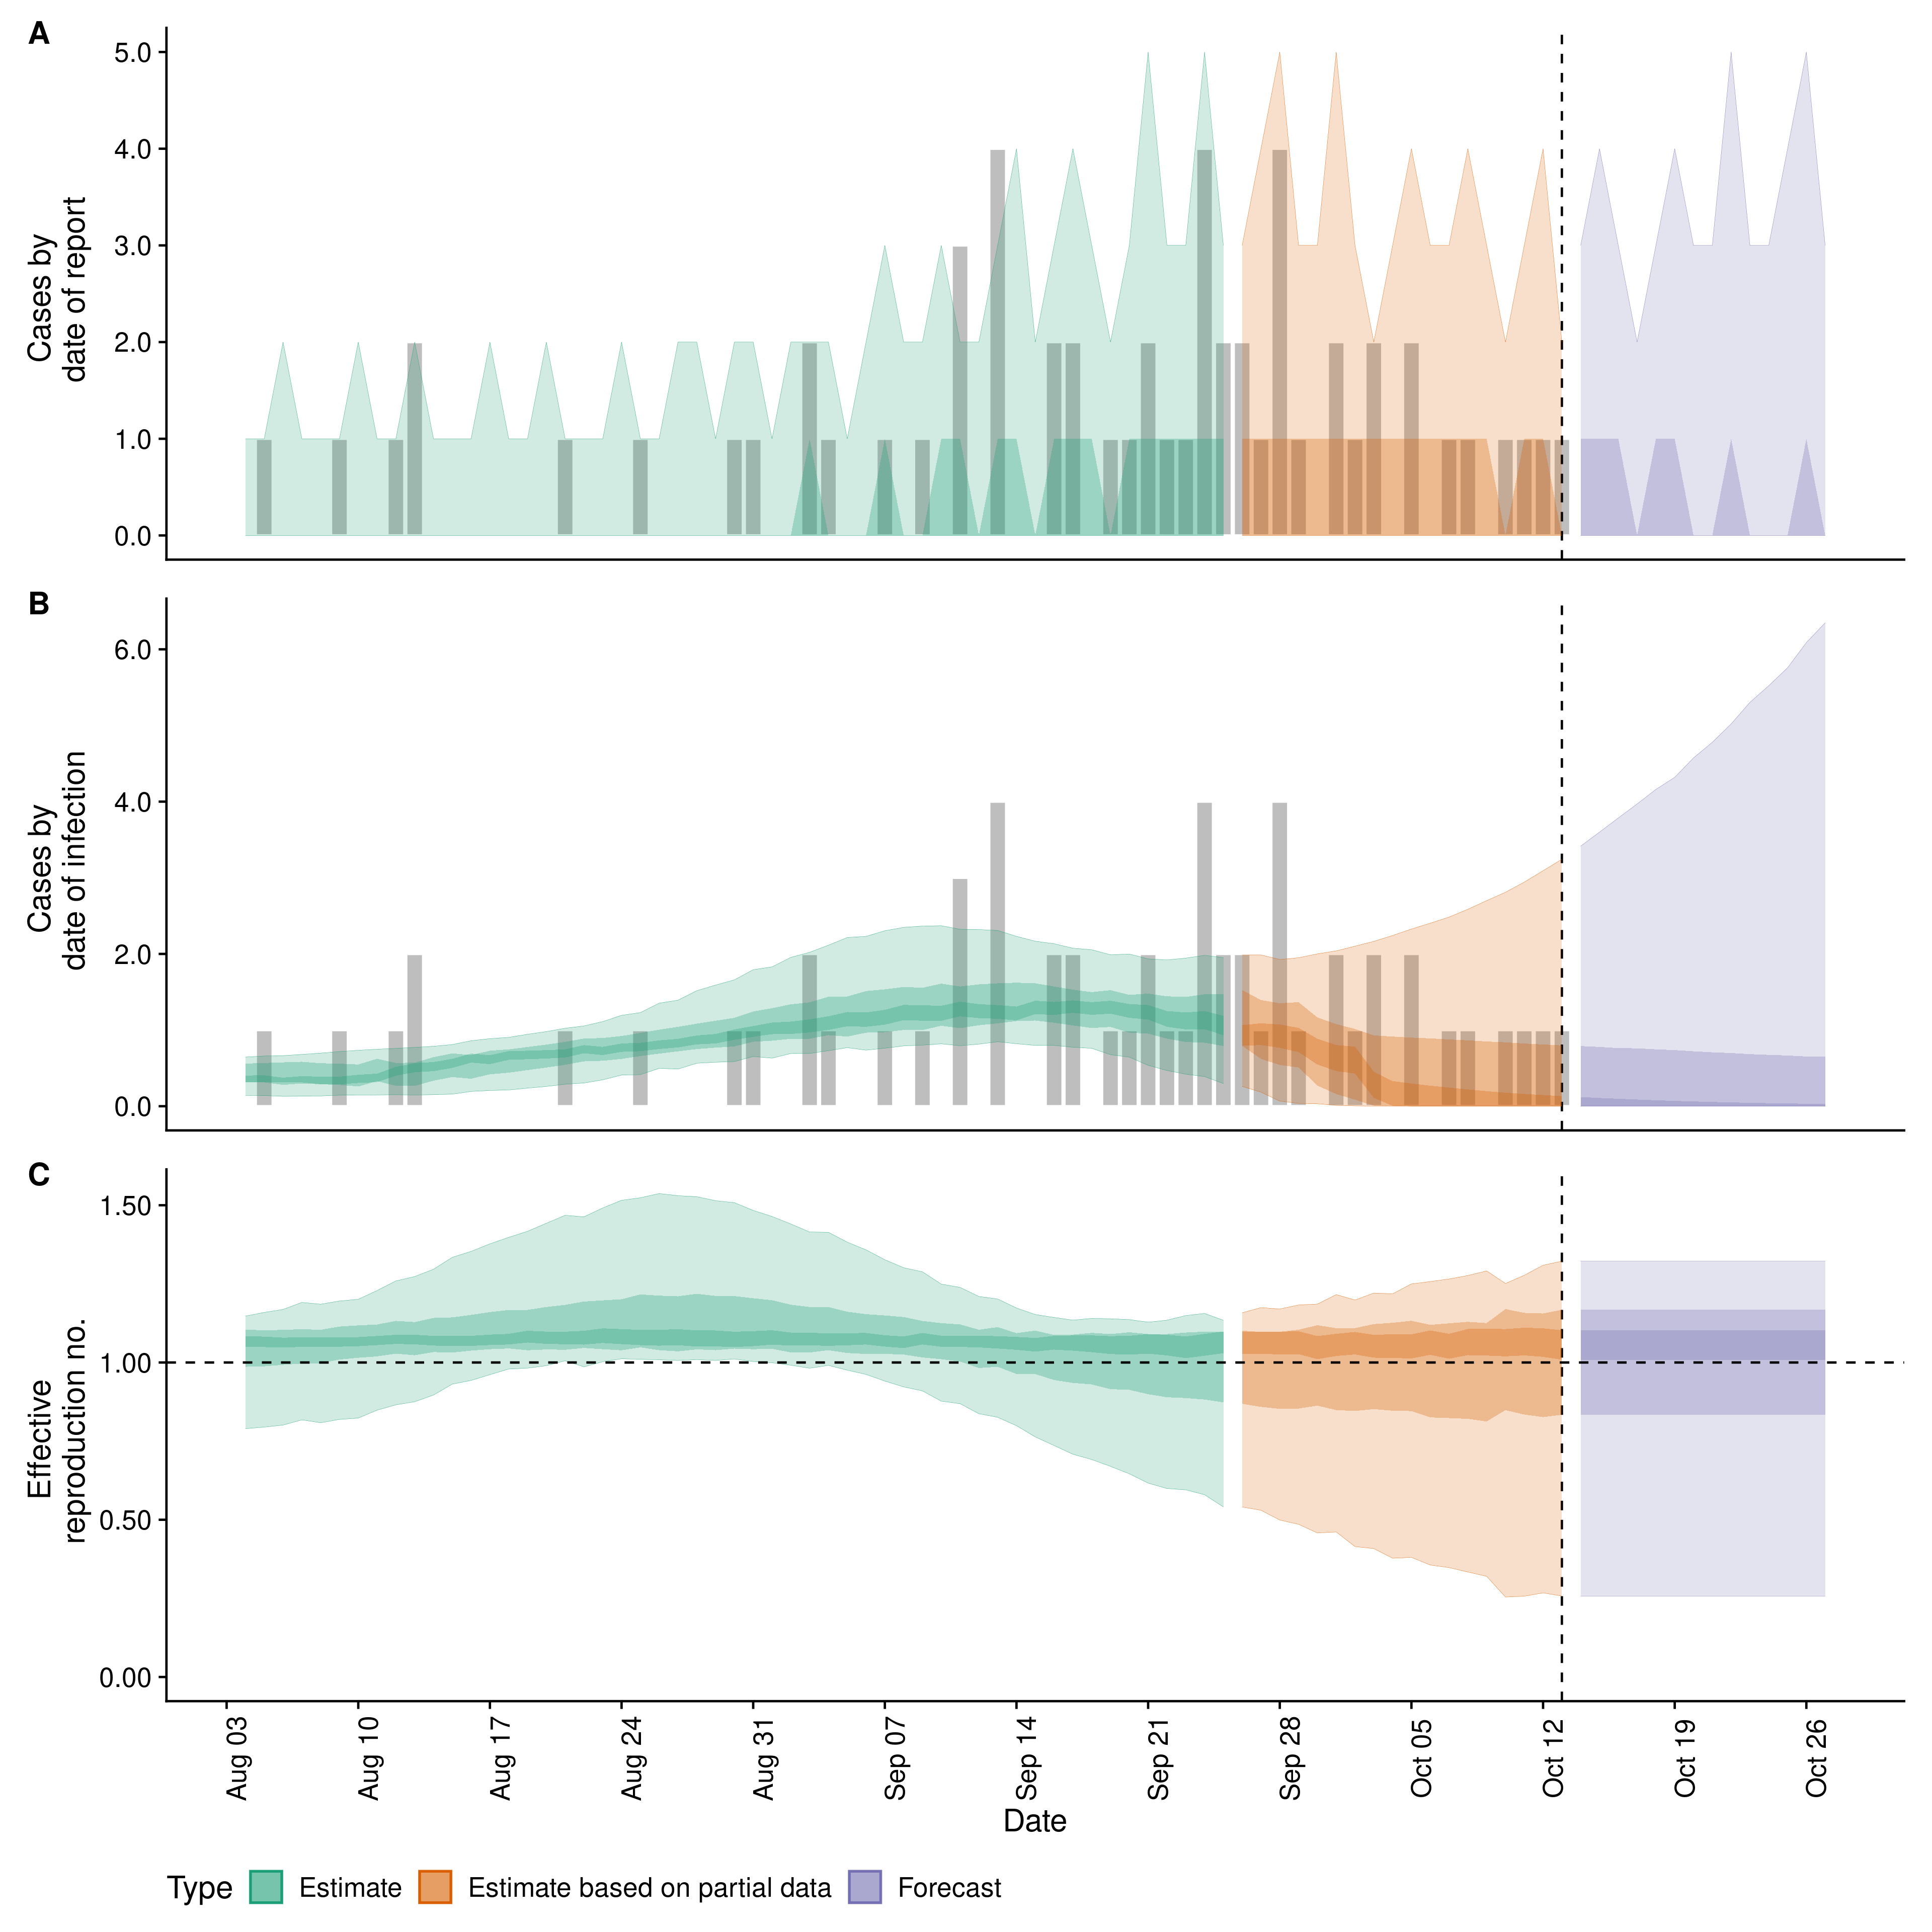 A
5.0
4.0
3.0
2.0
1.0
0.0
Cases by
date of report
B
6.0
4.0
2.0
0.0
Cases by
date of infection
C
1.50
1.00
0.50
0.00
Effective
reproduction no.
Aug 03
Aug 10
Aug 17
Aug 24
Aug 31
Sep 07
Sep 14
Sep 21
Sep 28
Oct 05
Oct 12
Oct 19
Oct 26
Date
Type Estimate Estimate based on partial data Forecast